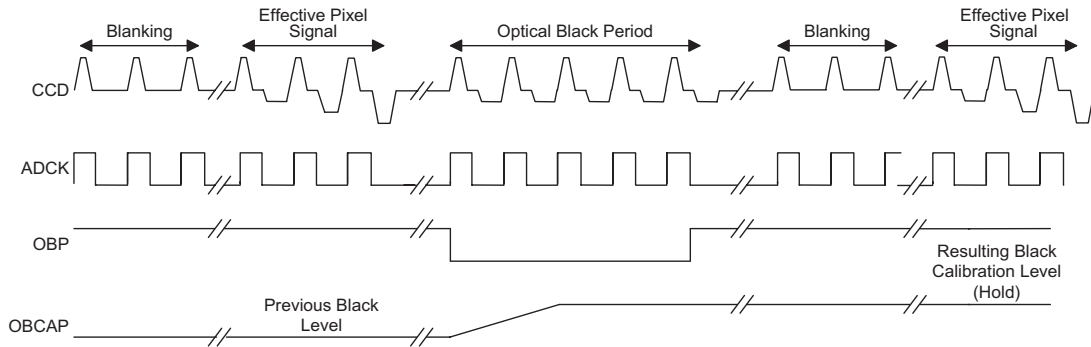 Blanking
Effective Pixel
Signal
Optical Black Period
Blanking
Effective Pixel
Signal
CCD
ADCK
OBP
Resulting Black
Calibration Level
(Hold)
OBCAP
Previous Black
Level